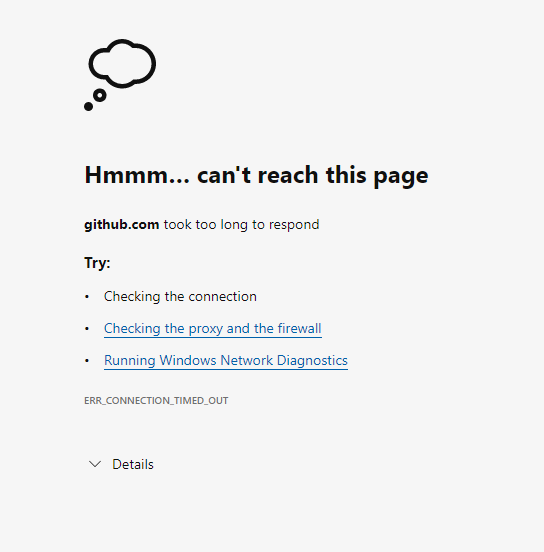 Hmmm... can't reach this page
github.com took too long to respond
Try:
• Checking the connection
• Checking the proxy and the firewall
• Running Windows Network Diagnostics
ERR_CONNECTION_TIMED_OUT
Details